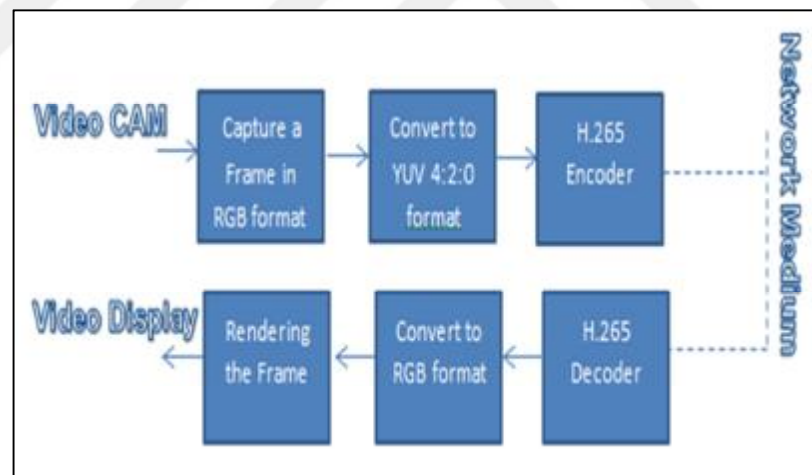 Video CAM
Capture a
Frame in
RGB format
Convert to
YUV 4:2:0
format
H.265
Encoder
Network Medium
Video Display
Rendering
the Frame
Convert to
RGB format
H.265
Decoder